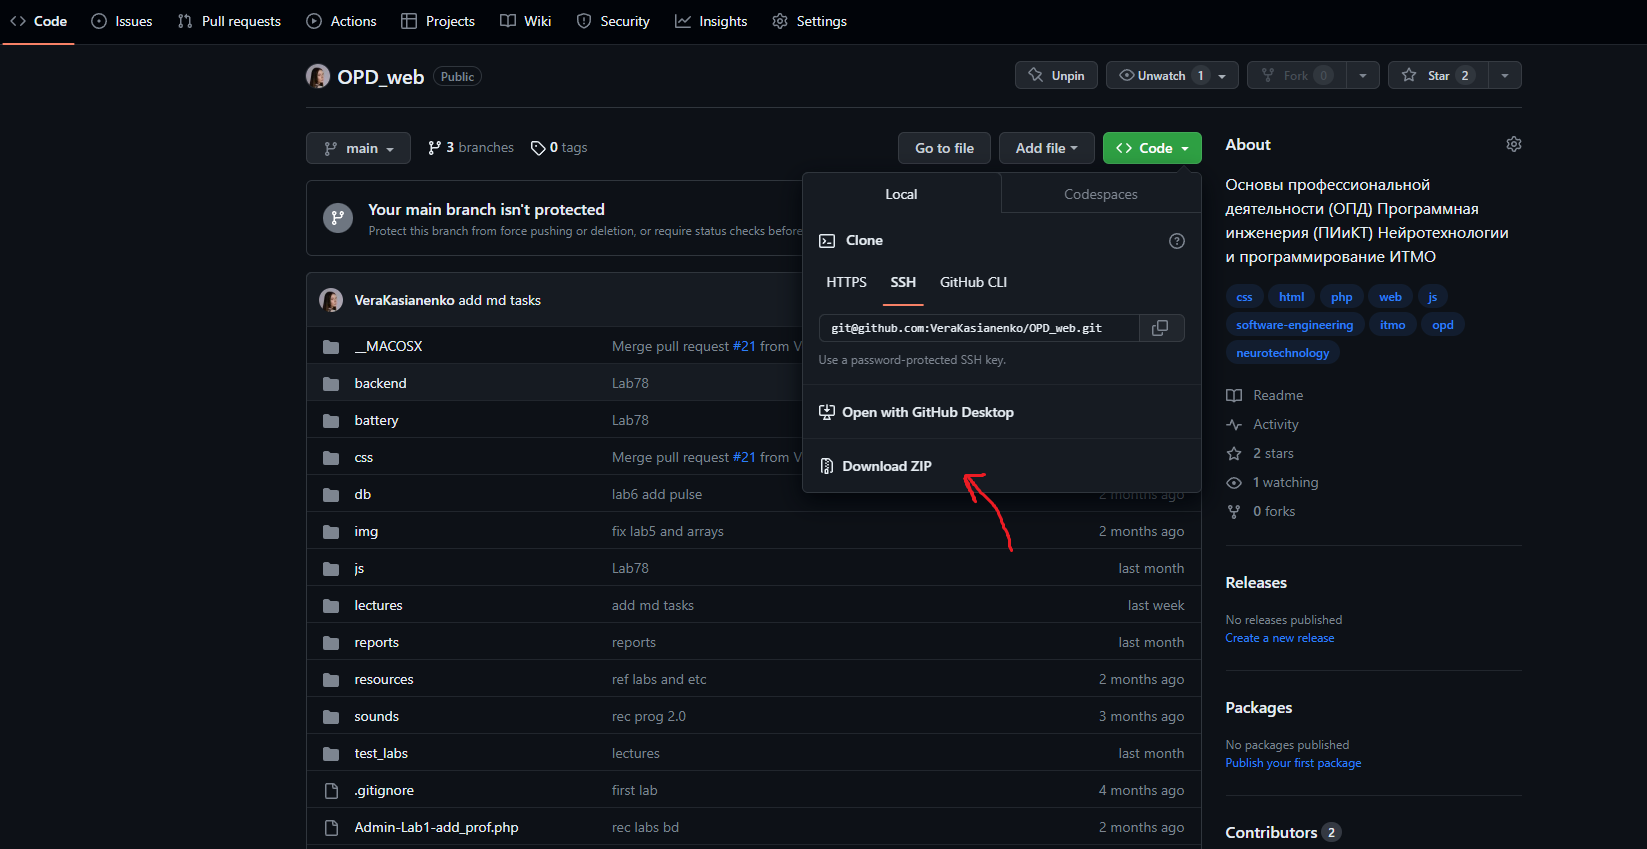 Code Issues Pull requests Actions Projects Wiki Security Insights Settings
OPD_web Public
Unpin Unwatch 1 Fork 0 Star 2
main 3 branches 0 tags Go to file Add file Code
Your main branch isn't protected
Protect this branch from force pushing or deletion, or require status checks before
VeraKasianenko add md tasks
__MACOSX Merge pull request #21 from V
backend Lab78
battery Lab78
css Merge pull request #21 from V
db lab6 add pulse 2 months ago
img fix lab5 and arrays 2 months ago
js Lab78 last month
lectures add md tasks last week
reports reports last month
resources ref labs and etc 2 months ago
sounds rec prog 2.0 3 months ago
test_labs lectures last month
.gitignore first lab 4 months ago
Admin-Lab1-add_prof.php rec labs bd 2 months ago
Local Codespaces
Clone
HTTPS SSH GitHub CLI
git@github.com:VeraKasianenko/OPD_web.git
Use a password-protected SSH key.
Open with GitHub Desktop
Download ZIP
About
Основы профессиональной
деятельности (ОПД) Программная
инженерия (ПИиКТ) Нейротехнологии
и программирование ИТМО
css html php web js
software-engineering itmo opd
neurotechnology
Readme
Activity
2 stars
1 watching
0 forks
Releases
No releases published
Create a new release
Packages
No packages published
Publish your first package
Contributors 2